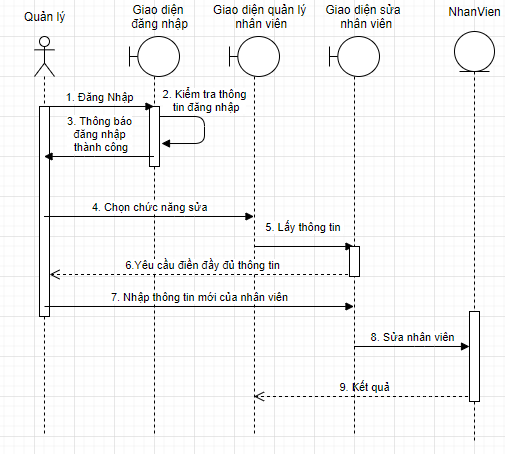 Quản lý
Giao diện
đăng nhập
Giao diện quản lý
nhân viên
Giao diện sửa
nhân viên
NhanVien
1. Đăng Nhập
2. Kiểm tra thông
tin đăng nhập
3. Thông báo
đăng nhập
thành công
4. Chọn chức năng sửa
5. Lấy thông tin
6.Yêu cầu điền đầy đủ thông tin
7. Nhập thông tin mới của nhân viên
8. Sửa nhân viên
9. Kết quả